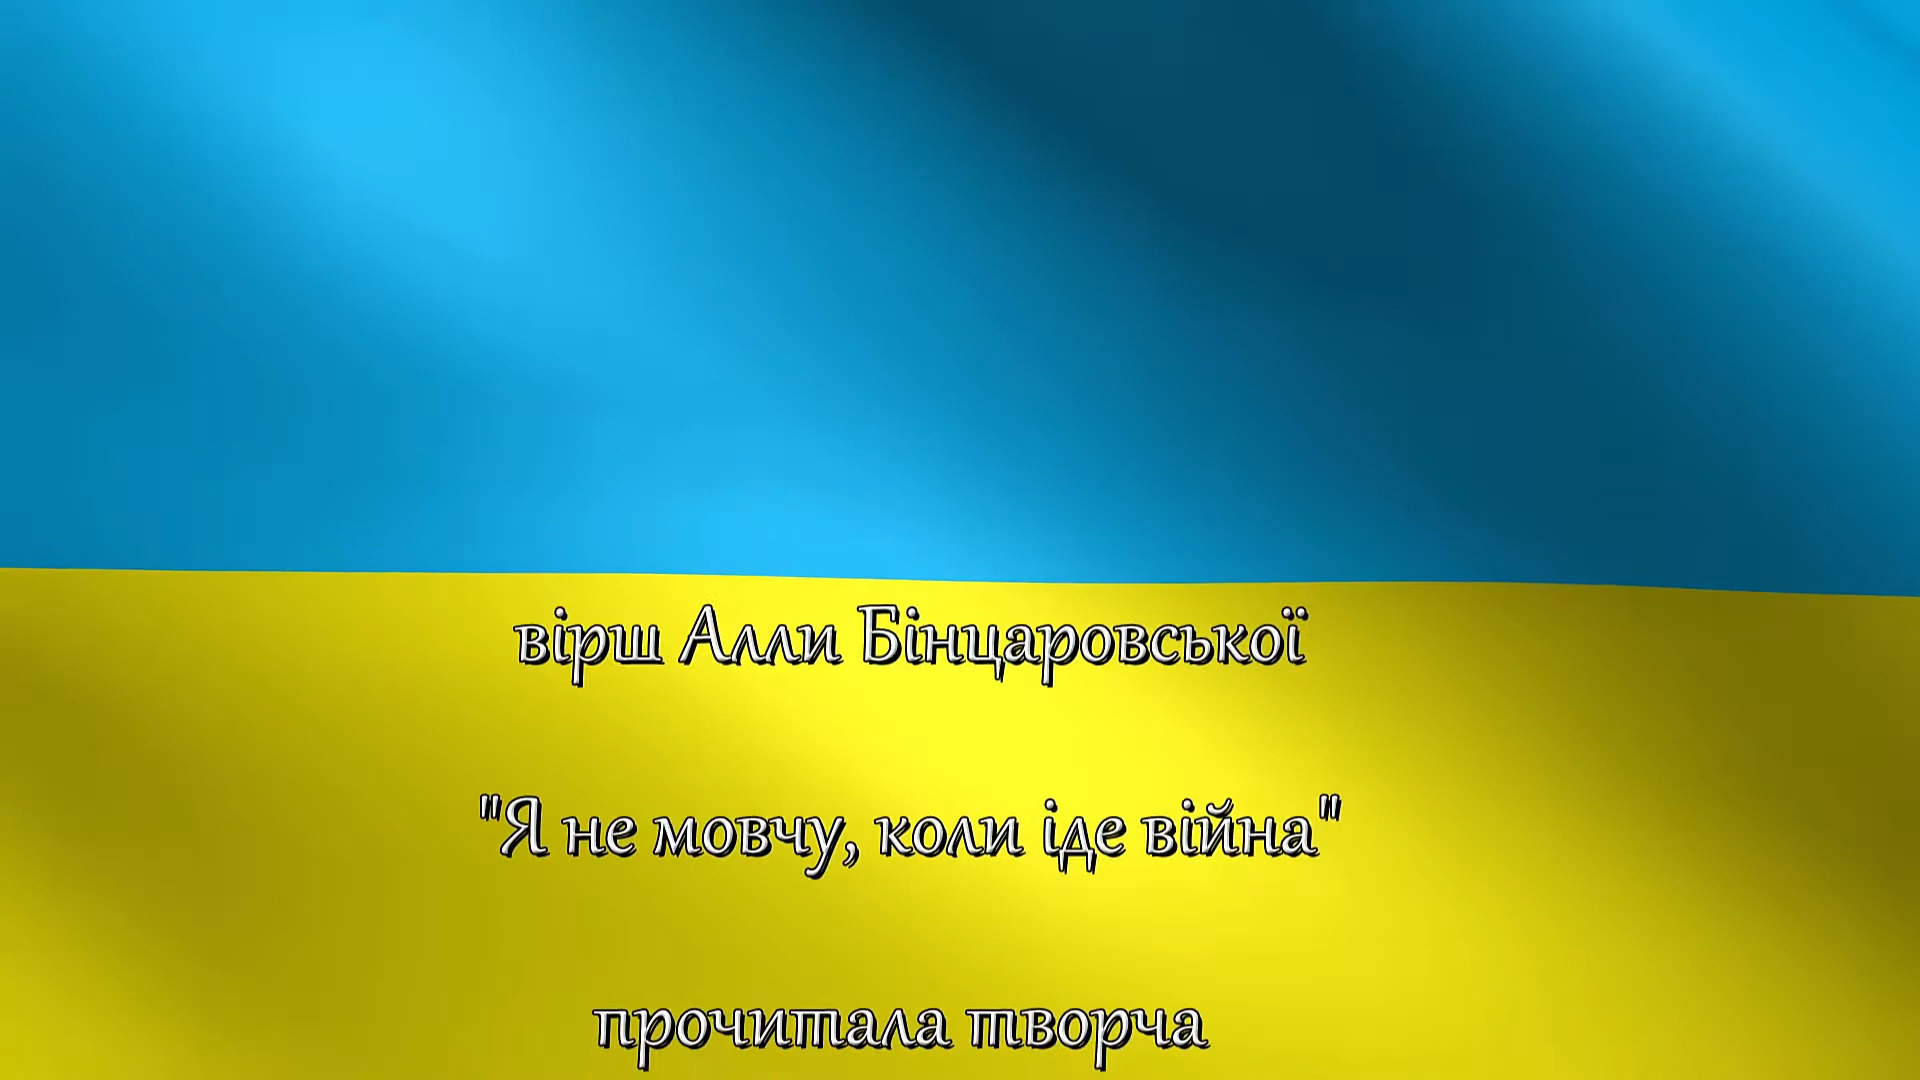 вірш Алли Бінцаровської
"Я не мовчу, коли іде війна"
прочитала творча